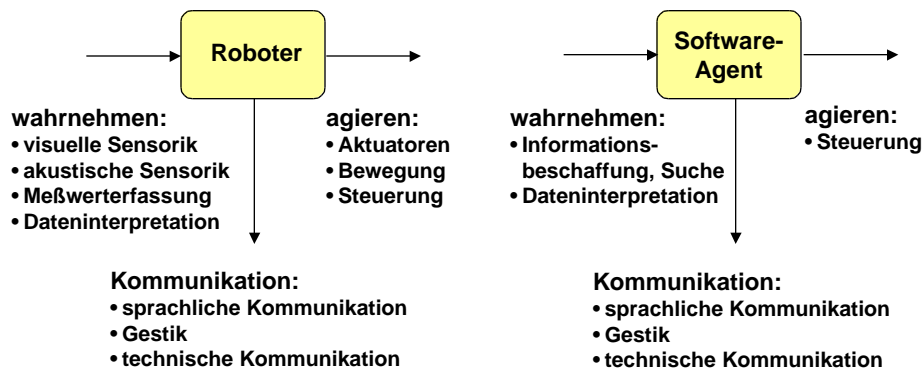 Roboter
wahrnehmen:
• visuelle Sensorik
• akustische Sensorik
• Meßwerterfassung
• Dateninterpretation
agieren:
• Aktuatoren
• Bewegung
• Steuerung
Kommunikation:
• sprachliche Kommunikation
• Gestik
• technische Kommunikation
Software-
Agent
wahrnehmen:
• Informations-
beschaffung, Suche
• Dateninterpretation
agieren:
• Steuerung
Kommunikation:
• sprachliche Kommunikation
• Gestik
• technische Kommunikation